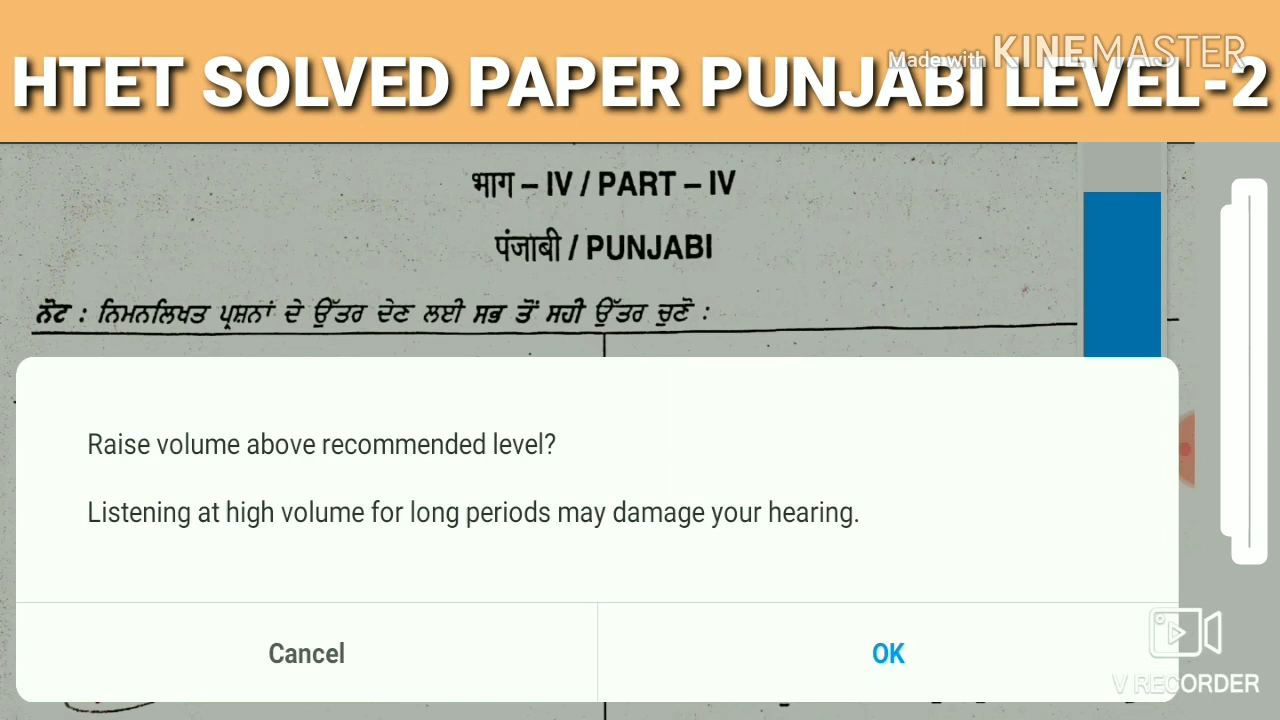 Made with KINEMASTER
HTET SOLVED PAPER PUNJABI LEVEL-2
भाग – IV / PART – IV
पंजाबी / PUNJABI
ਨੋਟ : ਨਿਮਨਲਿਖਤ ਪ੍ਰਸ਼ਨਾਂ ਦੇ ਉੱਤਰ ਦੇਣ ਲਈ ਸਭ ਤੋਂ ਸਹੀ ਉੱਤਰ ਚੁਣੋ :
Raise volume above recommended level?
Listening at high volume for long periods may damage your hearing.
Cancel
OK
V RECORDER